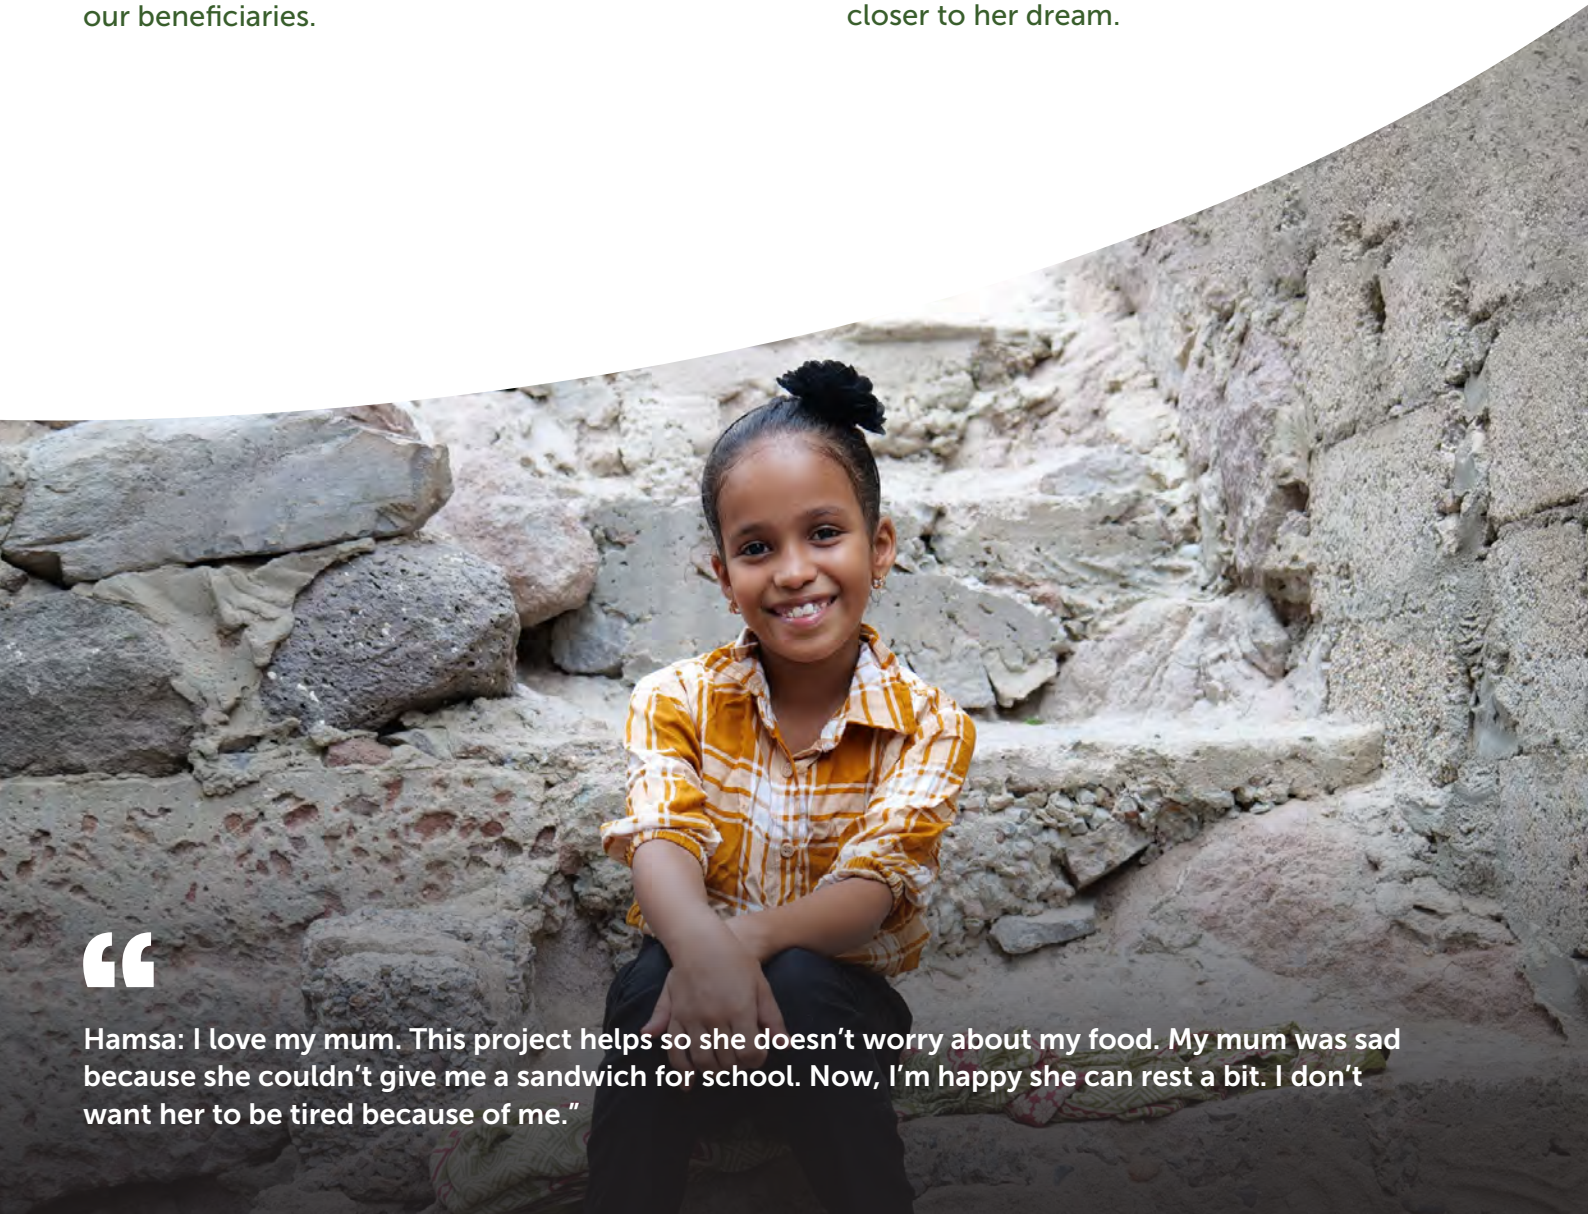 our beneficiaries.
closer to her dream.
“
Hamsa: I love my mum. This project helps so she doesn’t worry about my food. My mum was sad
because she couldn’t give me a sandwich for school. Now, I’m happy she can rest a bit. I don’t
want her to be tired because of me.”